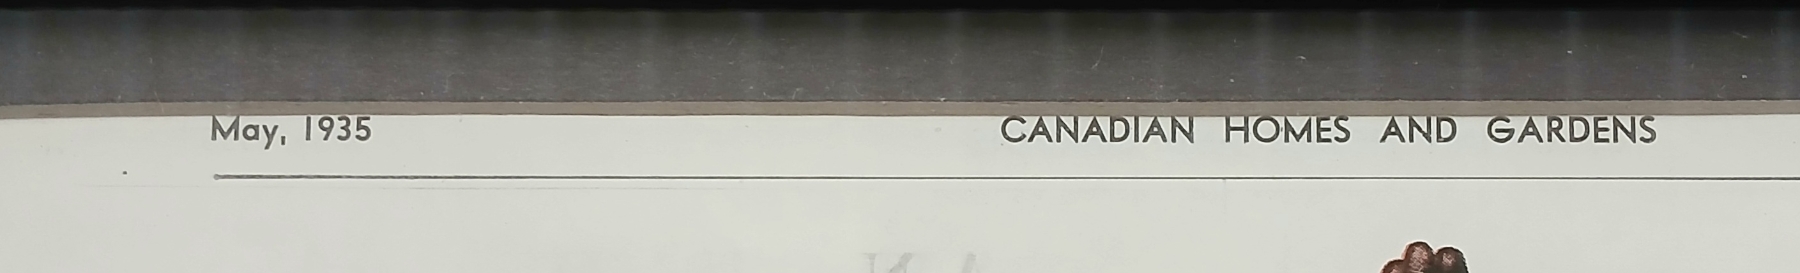 May, 1935 CANADIAN HOMES AND GARDENS